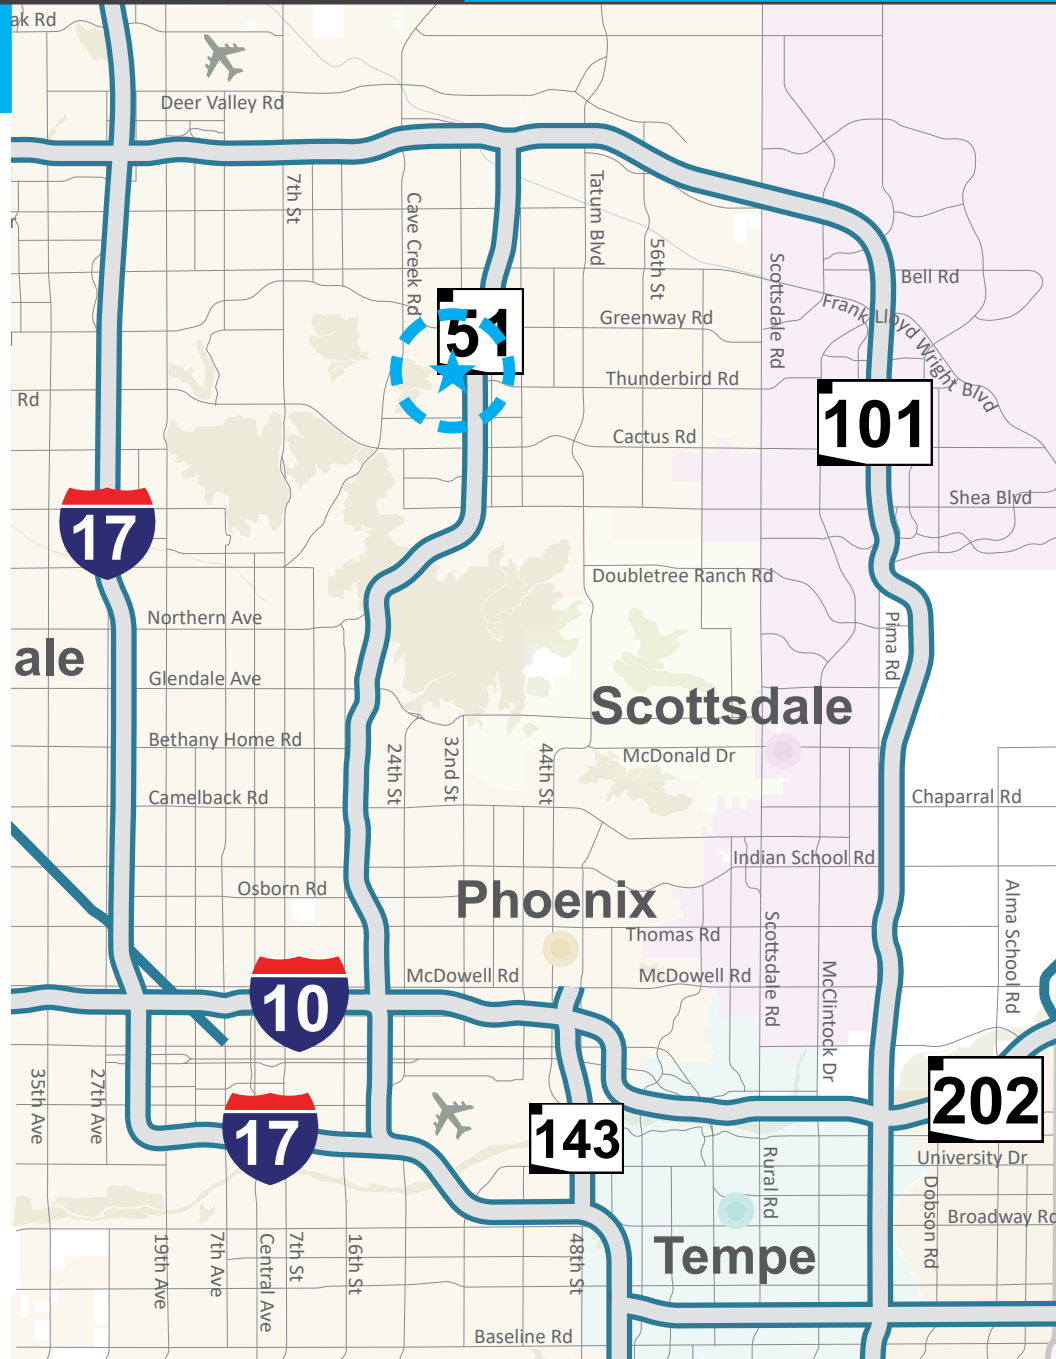 ak Rd
Deer Valley Rd
7th St
Cave Creek Rd
Tatum Blvd
56th St
Scottsdale Rd
Bell Rd
Frank Lloyd Wright Blvd
51
Greenway Rd
Thunderbird Rd
Rd
101
Cactus Rd
Shea Blvd
17
Doubletree Ranch Rd
Northern Ave
Pima Rd
ale
Glendale Ave
Scottsdale
Bethany Home Rd
24th St
32nd St
44th St
McDonald Dr
Camelback Rd
Chaparral Rd
Indian School Rd
Osborn Rd
Phoenix
Alma School Rd
Thomas Rd
Scottsdale Rd
McDowell Rd
McDowell Rd
McClintock Dr
10
35th Ave
27th Ave
202
17
143
University Dr
Rural Rd
Dobson Rd
Broadway Rd
Tempe
19th Ave
7th Ave
Central Ave
7th St
16th St
48th St
Baseline Rd